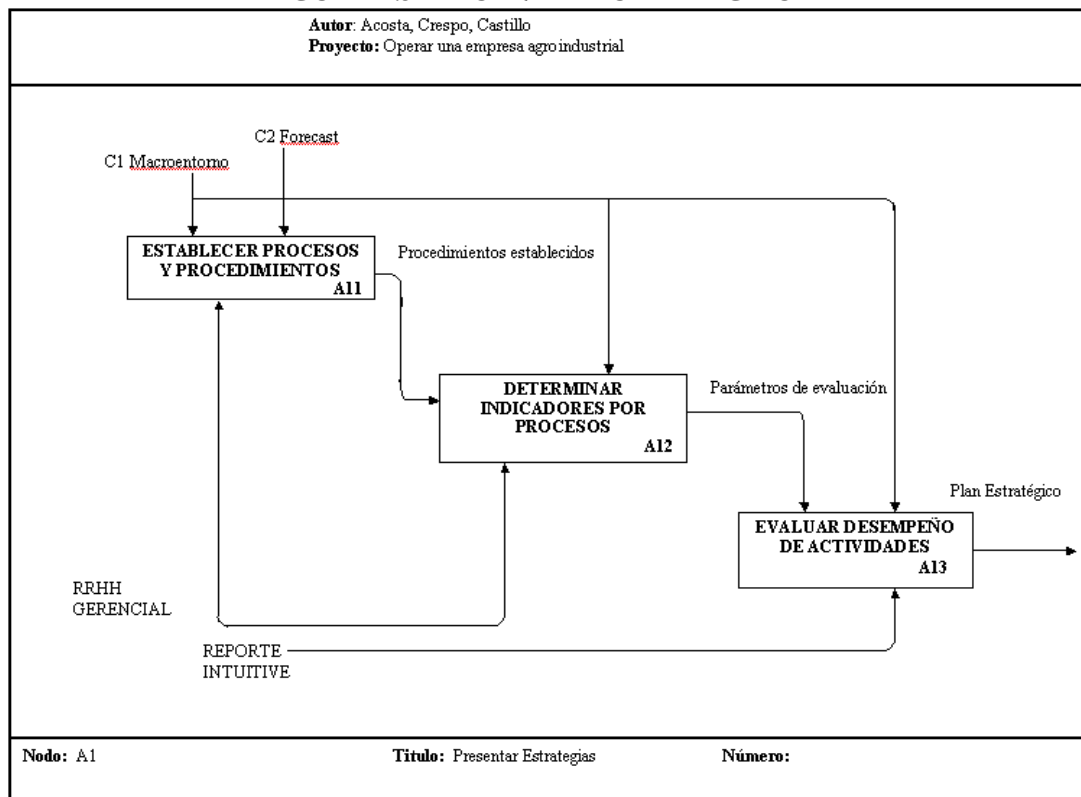 Autor: Acosta, Crespo, Castillo
Proyecto: Operar una empresa agroindustrial
C2 Forecast
C1 Macroentorno
ESTABLECER PROCESOS
Y PROCEDIMIENTOS
A11
Procedimientos establecidos
DETERMINAR
INDICADORES POR
PROCESOS
A12
Parámetros de evaluación
Plan Estratégico
EVALUAR DESEMPEÑO
DE ACTIVIDADES
A13
RRHH
GERENCIAL
REPORTE
INTUITIVE
Nodo: A1
Titulo: Presentar Estrategias
Número: